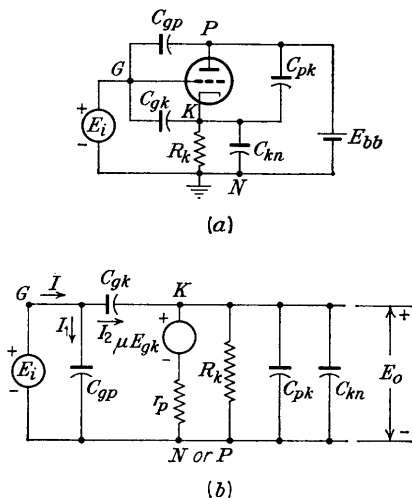 C_gp
P
G
C_gk
K
C_pk
+
E_i
-
R_k
C_kn
E_bb
N
(a)
C_gk
G
I
K
I_1
I_2
+
μE_gk
-
+
E_i
-
C_gp
r_p
R_k
C_pk
C_kn
+
E_o
-
N or P
(b)